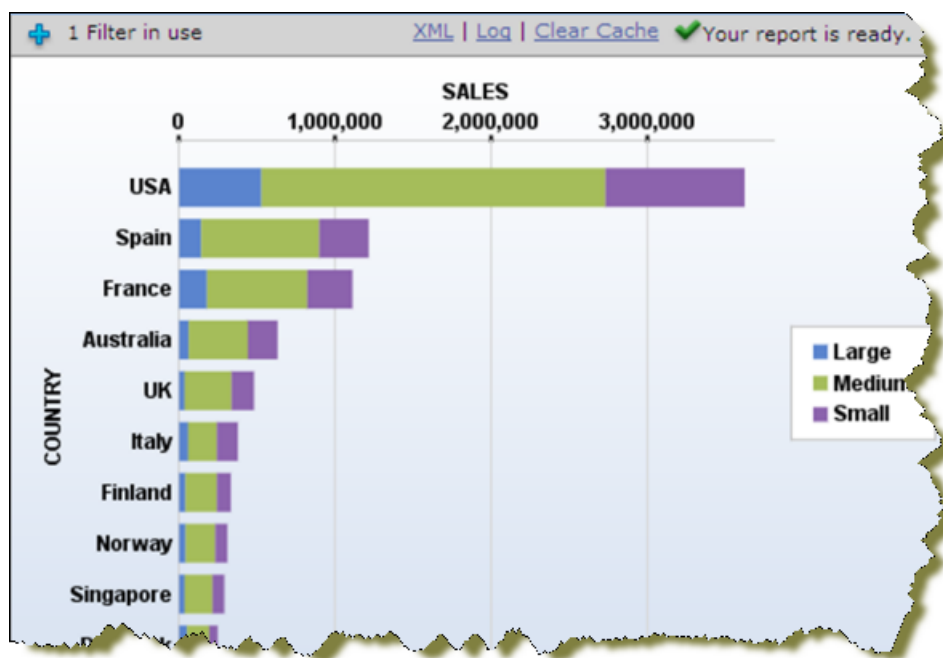 1 Filter in use XML | Log | Clear Cache Your report is ready.
SALES
0 1,000,000 2,000,000 3,000,000
USA
Spain
France
Australia
UK
Italy
Finland
Norway
Singapore
COUNTRY
Large
Medium
Small